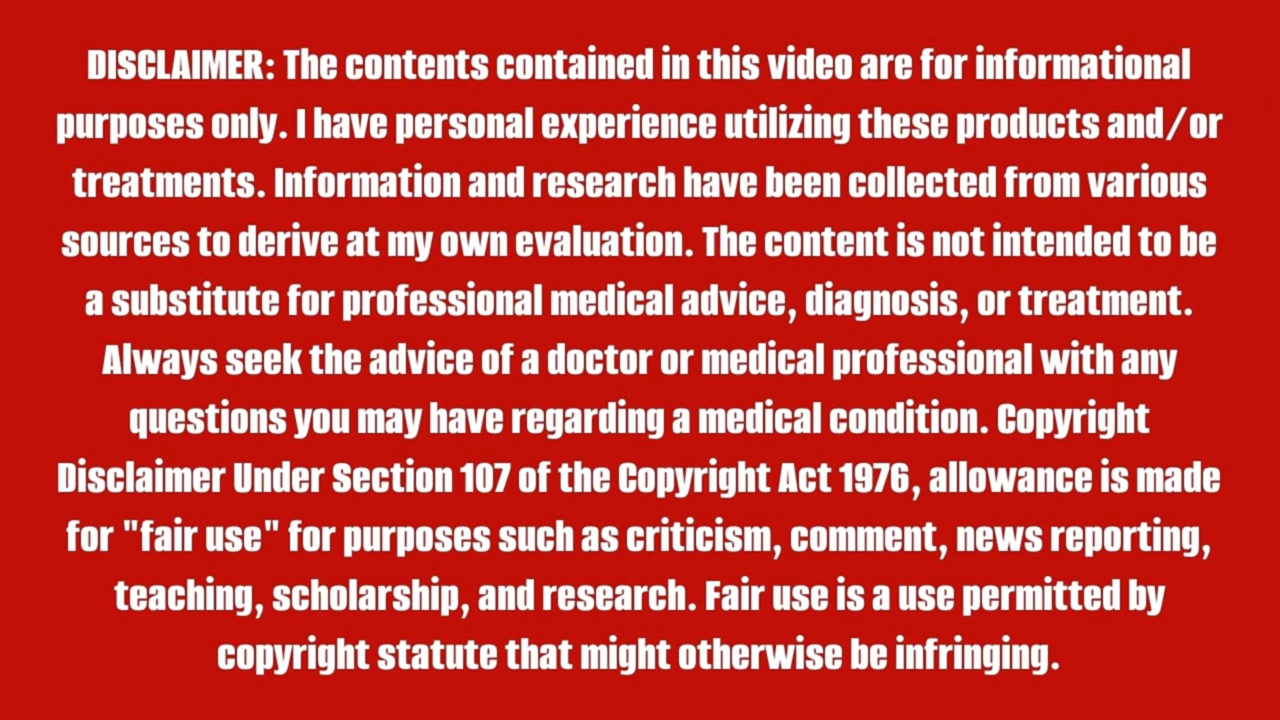 DISCLAIMER: The contents contained in this video are for informational
purposes only. I have personal experience utilizing these products and/or
treatments. Information and research have been collected from various
sources to derive at my own evaluation. The content is not intended to be
a substitute for professional medical advice, diagnosis, or treatment.
Always seek the advice of a doctor or medical professional with any
questions you may have regarding a medical condition. Copyright
Disclaimer Under Section 107 of the Copyright Act 1976, allowance is made
for "fair use" for purposes such as criticism, comment, news reporting,
teaching, scholarship, and research. Fair use is a use permitted by
copyright statute that might otherwise be infringing.